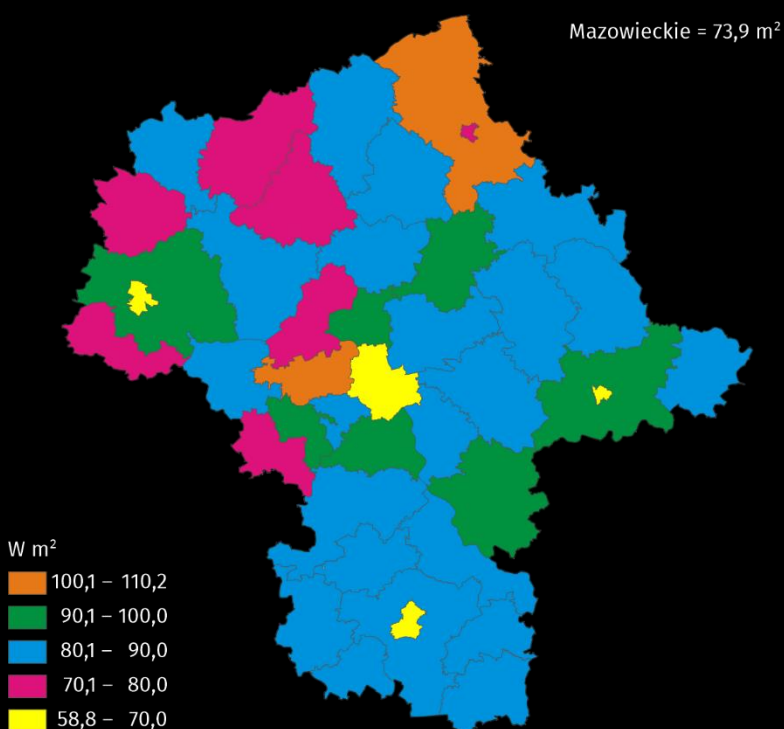 Mazowieckie = 73,9 m²
W m²
100,1 – 110,2
90,1 – 100,0
80,1 – 90,0
70,1 – 80,0
58,8 – 70,0